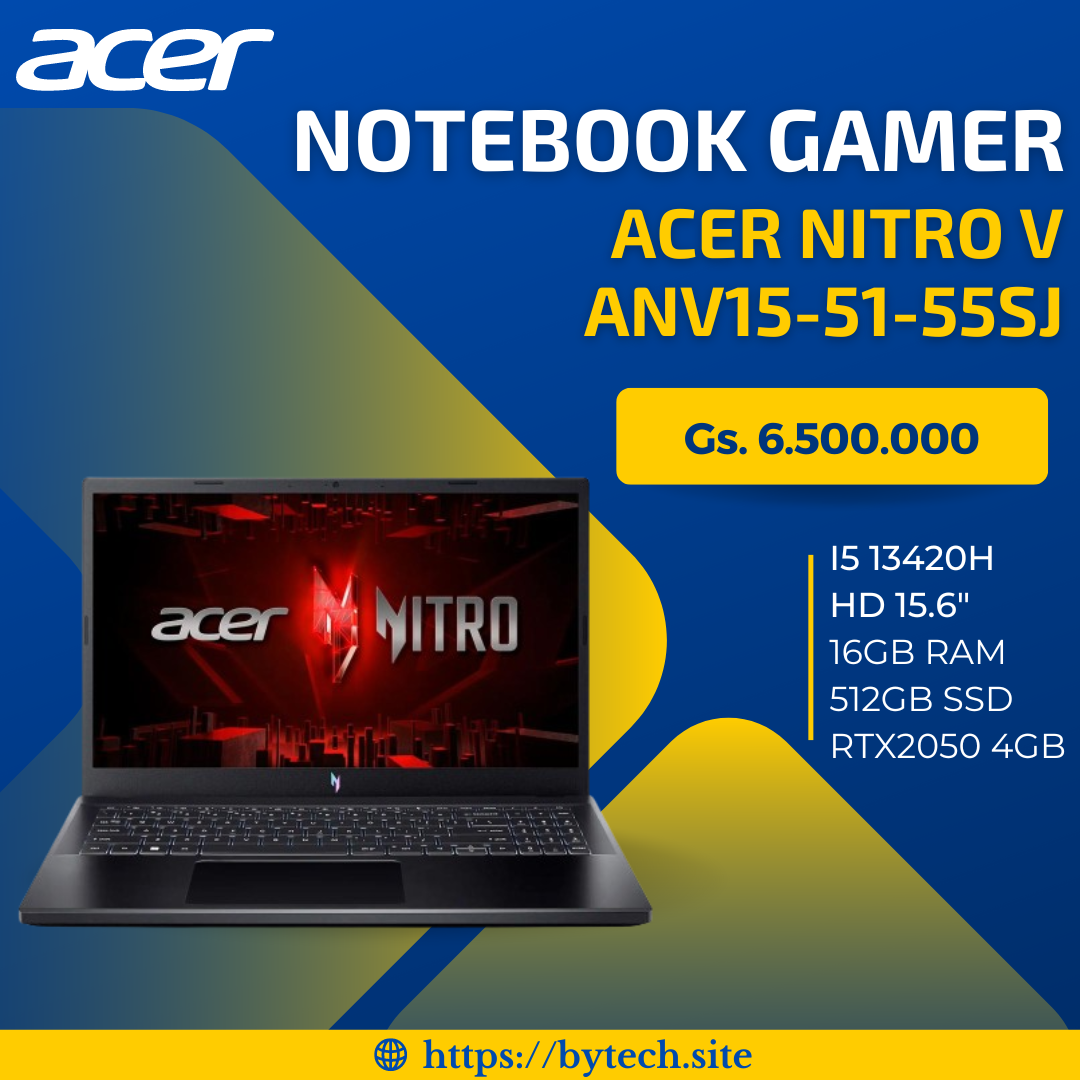 acer
NOTEBOOK GAMER
ACER NITRO V
ANV15-51-55SJ
Gs. 6.500.000
acer NITRO
I5 13420H
HD 15.6"
16GB RAM
512GB SSD
RTX2050 4GB
https://bytech.site